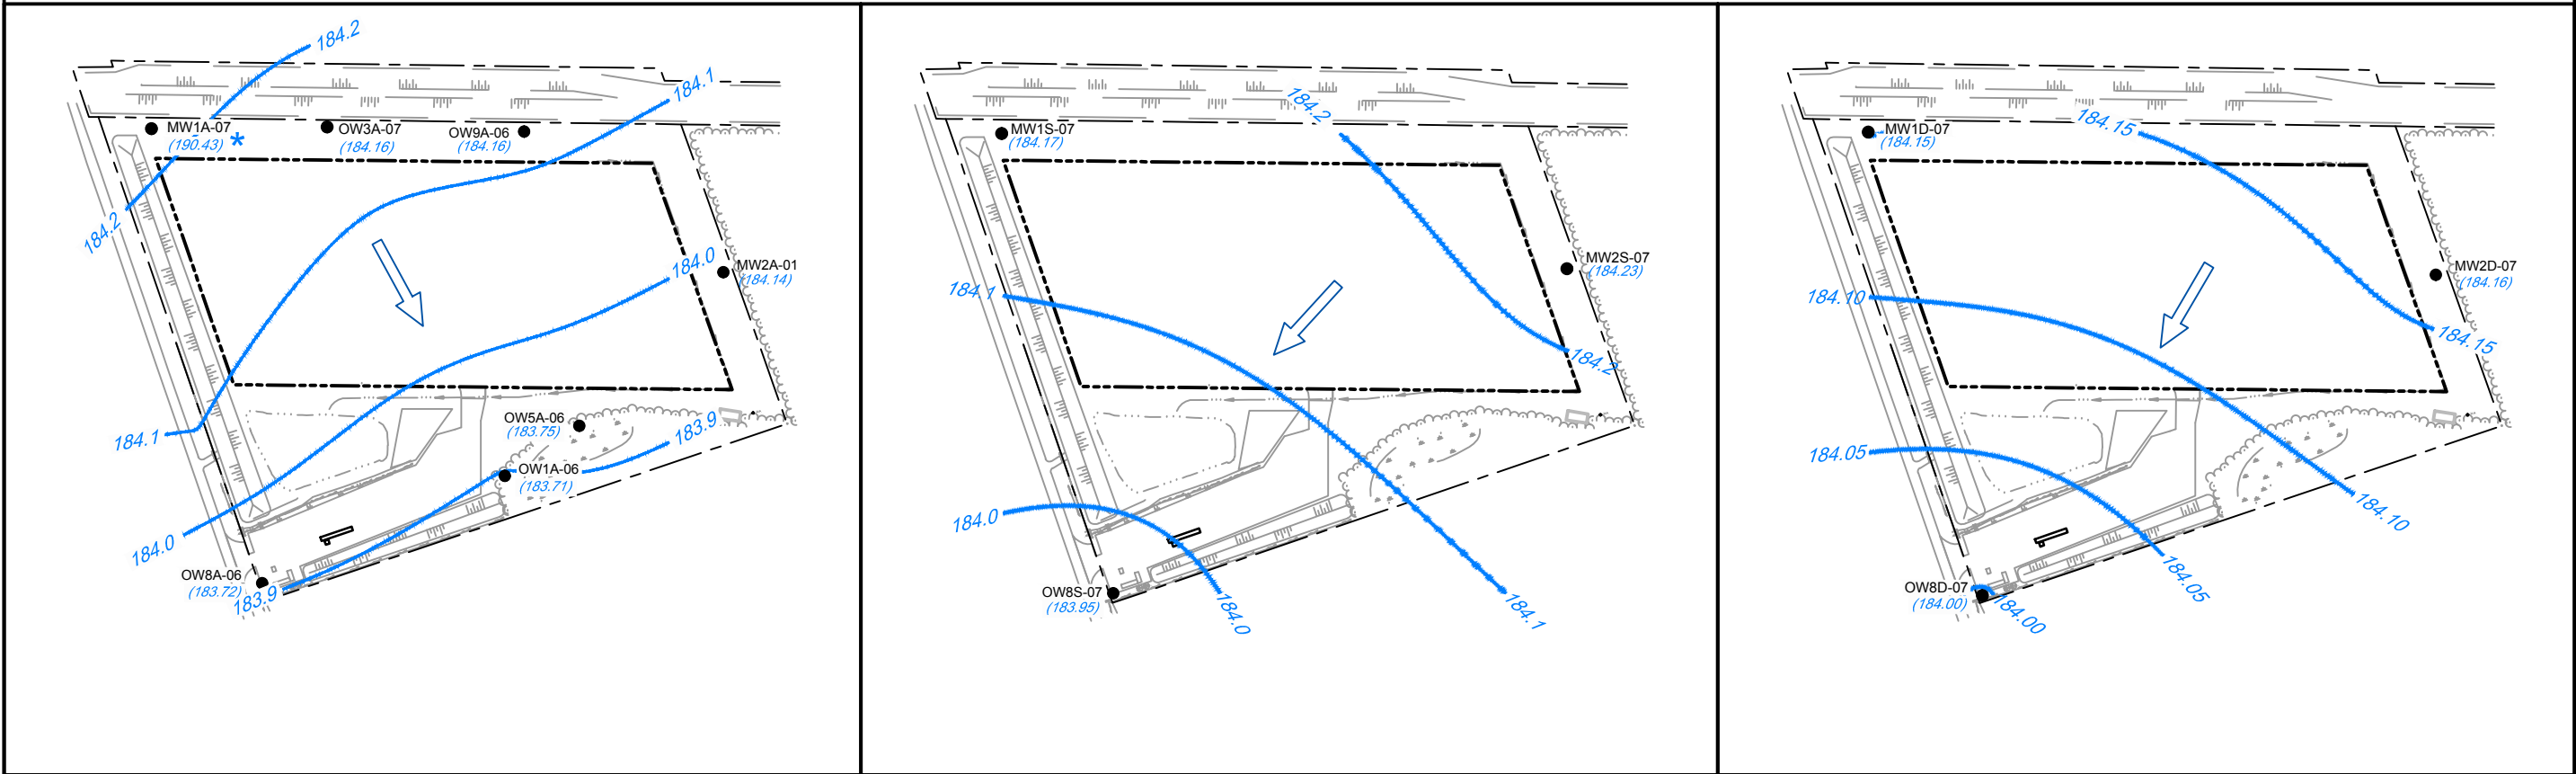 184.2
184.1
MW1A-07
(190.43) *
OW3A-07
(184.16)
OW9A-06
(184.16)
184.2
184.0
MW2A-01
(184.14)
184.1
OW5A-06
(183.75)
183.9
OW1A-06
(183.71)
184.0
OW8A-06
(183.72)
183.9
184.2
MW1S-07
(184.17)
MW2S-07
(184.23)
184.1
184.2
184.0
OW8S-07
(183.95)
184.0
184.1
184.15
MW1D-07
(184.15)
MW2D-07
(184.16)
184.10
184.15
184.05
184.10
OW8D-07
(184.00)
184.05
184.00